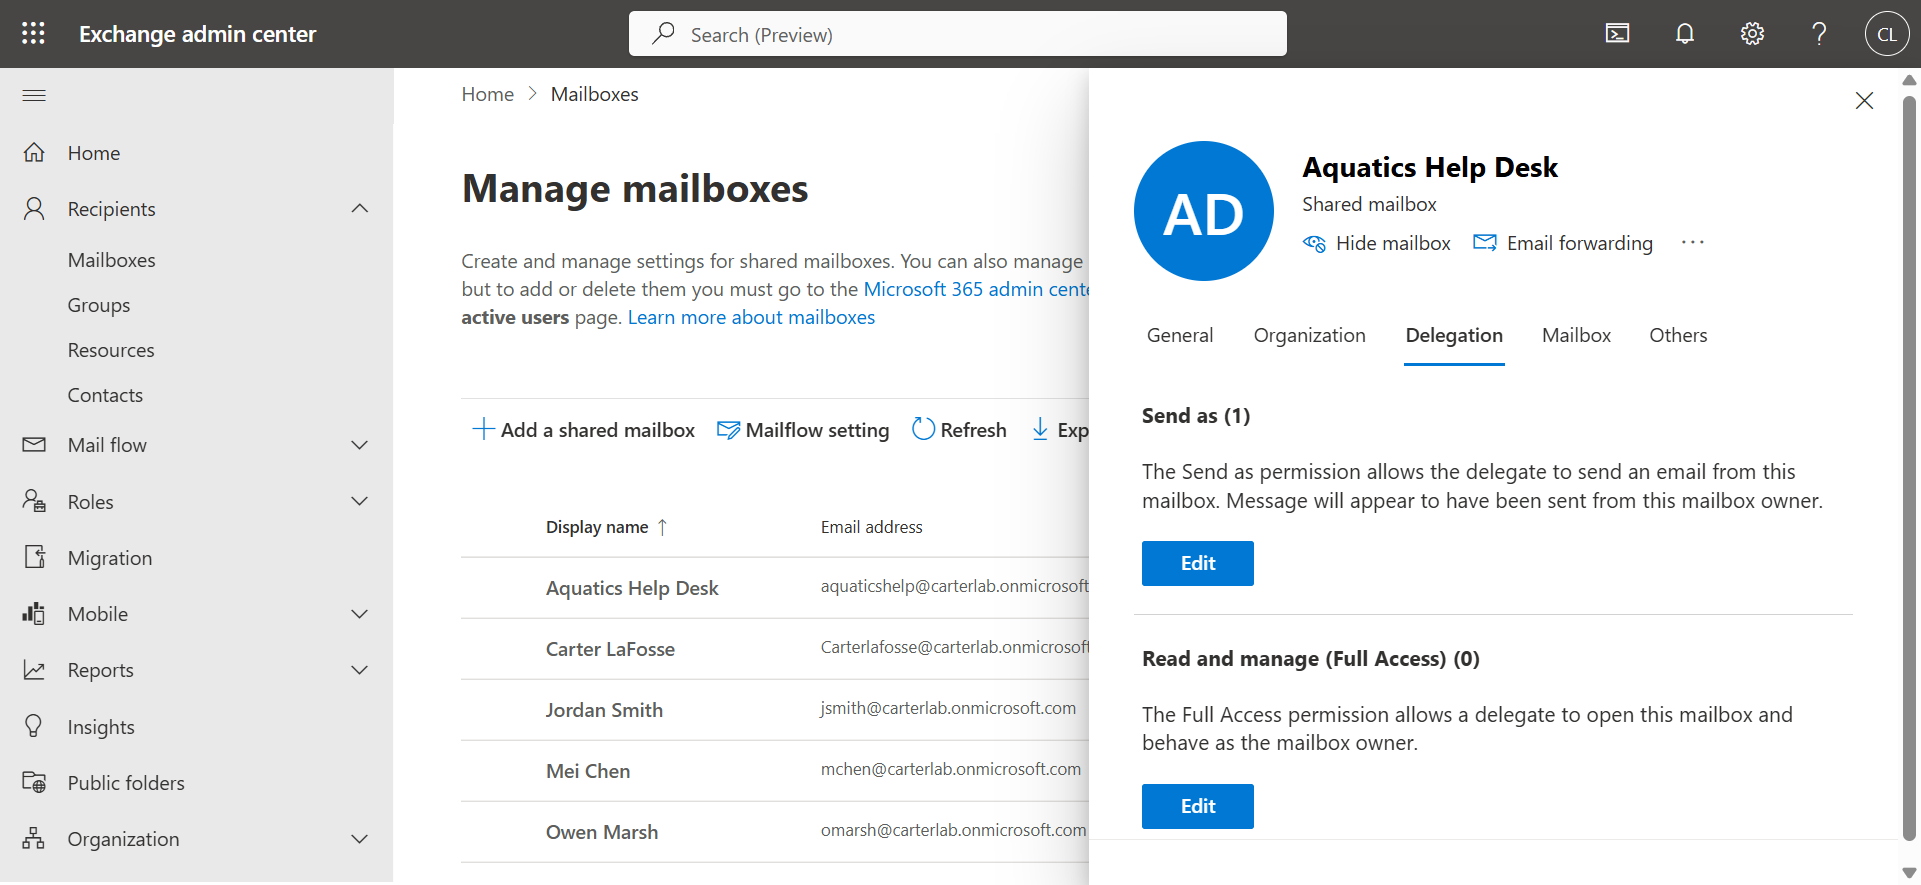 Exchange admin center
Search (Preview)
CL
Home
Recipients
Mailboxes
Groups
Resources
Contacts
Mail flow
Roles
Migration
Mobile
Reports
Insights
Public folders
Organization
Home > Mailboxes
Manage mailboxes
Create and manage settings for shared mailboxes. You can also manage
but to add or delete them you must go to the Microsoft 365 admin cente
active users page. Learn more about mailboxes
Add a shared mailbox Mailflow setting Refresh Exp
Display name ↑ Email address
Aquatics Help Desk aquaticshelp@carterlab.onmicrosoft
Carter LaFosse Carterlafosse@carterlab.onmicrosoft
Jordan Smith jsmith@carterlab.onmicrosoft.com
Mei Chen mchen@carterlab.onmicrosoft.com
Owen Marsh omarsh@carterlab.onmicrosoft.com
AD
Aquatics Help Desk
Shared mailbox
Hide mailbox Email forwarding ...
General Organization Delegation Mailbox Others
Send as (1)
The Send as permission allows the delegate to send an email from this
mailbox. Message will appear to have been sent from this mailbox owner.
Edit
Read and manage (Full Access) (0)
The Full Access permission allows a delegate to open this mailbox and
behave as the mailbox owner.
Edit